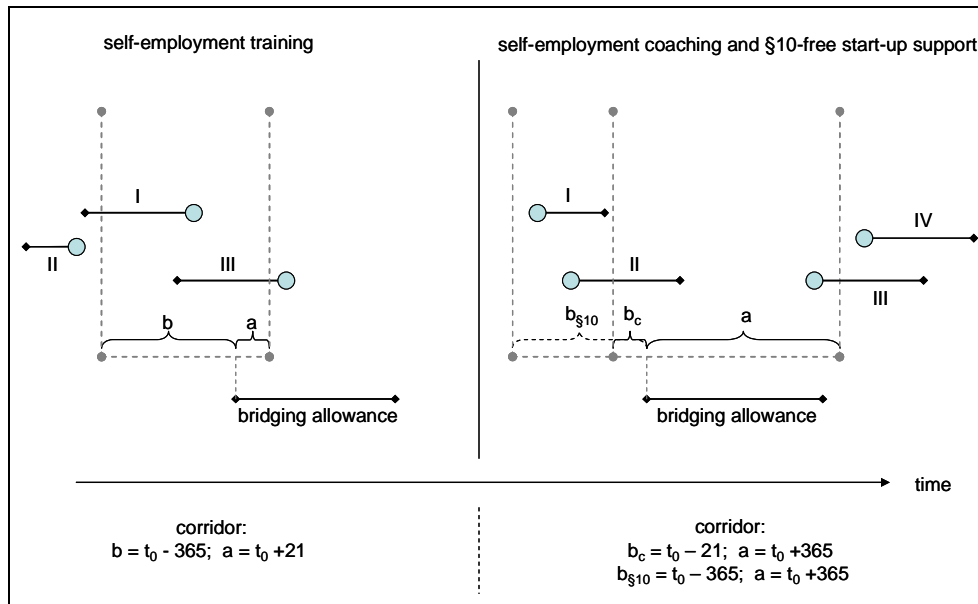 self-employment training
self-employment coaching and §10-free start-up support
I
II
III
b
a
bridging allowance
I
II
III
IV
b§10
bc
a
bridging allowance
time
corridor:
b = t0 - 365; a = t0 +21
corridor:
bc = t0 – 21; a = t0 +365
b§10 = t0 – 365; a = t0 +365